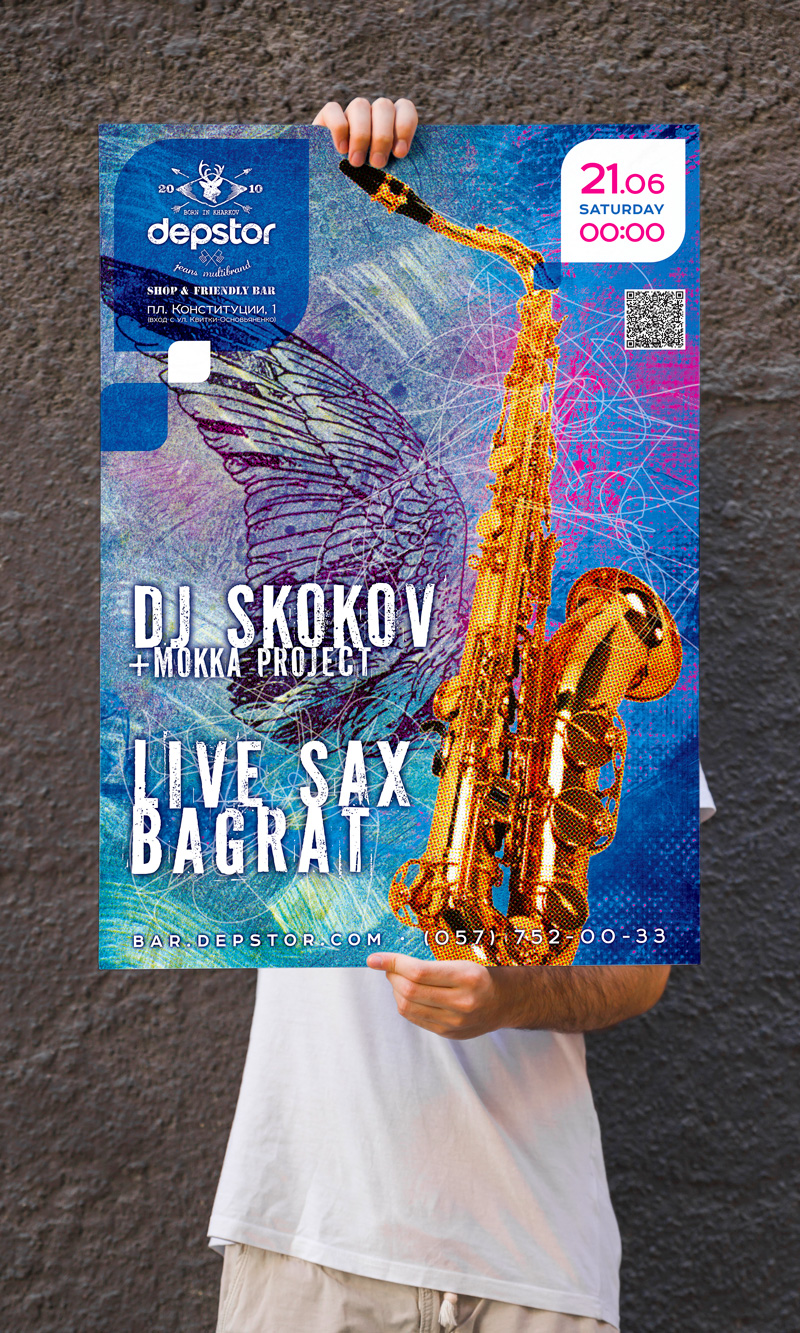 20 10
BORN IN KHARKOV
depstor
jeans multibrand
SHOP & FRIENDLY BAR
пл. Конституции, 1
(вход с ул. Квитки-Основьяненко)
21.06
SATURDAY
00:00
DJ SKOKOV
+MOKKA PROJECT
LIVE SAX
BAGRAT
BAR.DEPSTOR.COM · (057) 752-00-33